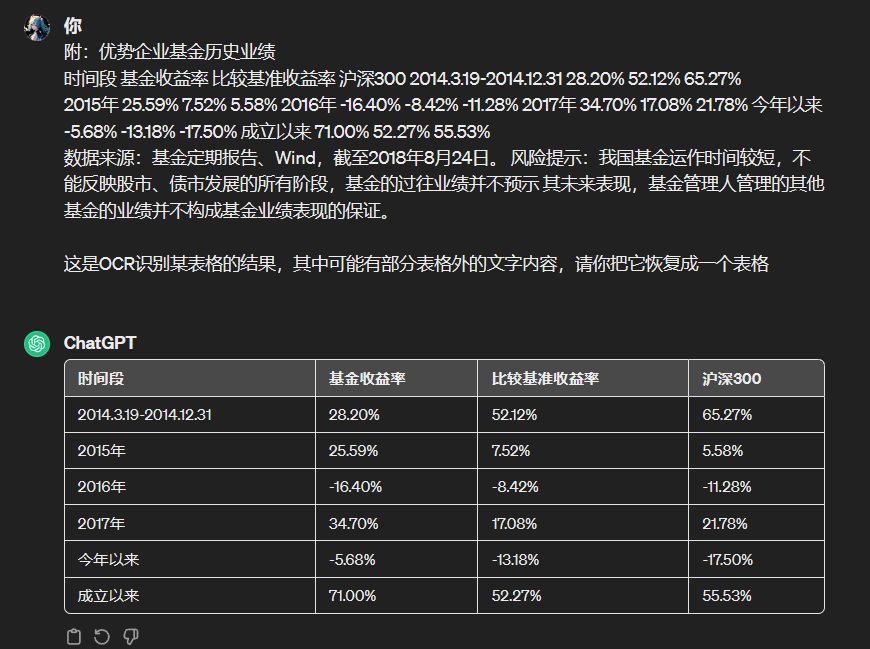 你
附：优势企业基金历史业绩
时间段 基金收益率 比较基准收益率 沪深300 2014.3.19-2014.12.31 28.20% 52.12% 65.27%
2015年 25.59% 7.52% 5.58% 2016年 -16.40% -8.42% -11.28% 2017年 34.70% 17.08% 21.78% 今年以来
-5.68% -13.18% -17.50% 成立以来 71.00% 52.27% 55.53%
数据来源：基金定期报告、Wind，截至2018年8月24日。 风险提示：我国基金运作时间较短，不
能反映股市、债市发展的所有阶段，基金的过往业绩并不预示 其未来表现，基金管理人管理的其他
基金的业绩并不构成基金业绩表现的保证。
这是OCR识别某表格的结果，其中可能有部分表格外的文字内容，请你把它恢复成一个表格
ChatGPT
时间段 基金收益率 比较基准收益率 沪深300
2014.3.19-2014.12.31 28.20% 52.12% 65.27%
2015年 25.59% 7.52% 5.58%
2016年 -16.40% -8.42% -11.28%
2017年 34.70% 17.08% 21.78%
今年以来 -5.68% -13.18% -17.50%
成立以来 71.00% 52.27% 55.53%